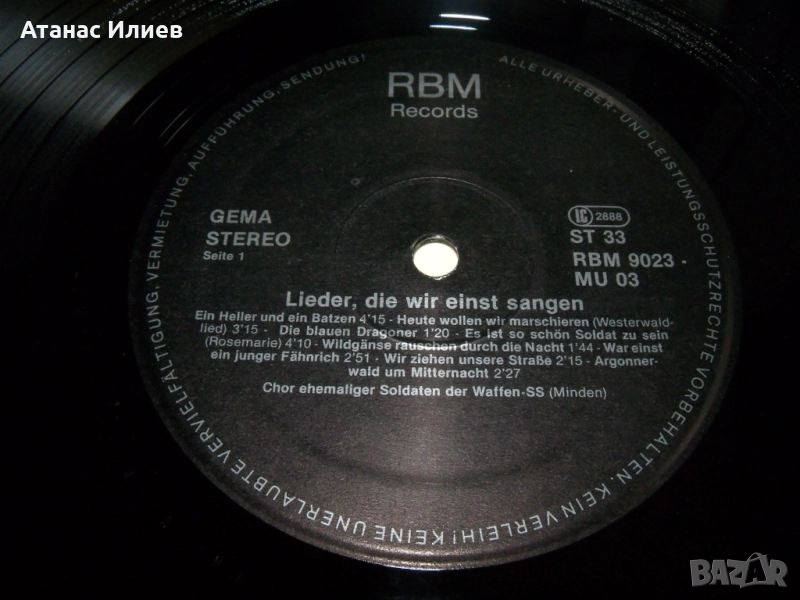 Атанас Илиев
RBM
Records
ALLE URHEBER- UND LEISTUNGSSCHUTZRECHTE VORBEHALTEN. KEIN VERLEIH! KEINE UNERLAUBTE VERVIELFÄLTIGUNG, VERMIETUNG, AUFFÜHRUNG, SENDUNG!
GEMA
STEREO
Seite 1
LC 2888
ST 33
RBM 9023 -
MU 03
Lieder, die wir einst sangen
Ein Heller und ein Batzen 4'15 - Heute wollen wir marschieren (Westerwald-
lied) 3'15 - Die blauen Dragoner 1'20 - Es ist so schön Soldat zu sein
(Rosemarie) 4'10 - Wildgänse rauschen durch die Nacht 1'44 - War einst
ein junger Fähnrich 2'51 - Wir ziehen unsere Straße 2'15 - Argonner-
wald um Mitternacht 2'27
Chor ehemaliger Soldaten der Waffen-SS (Minden)
BAZAR